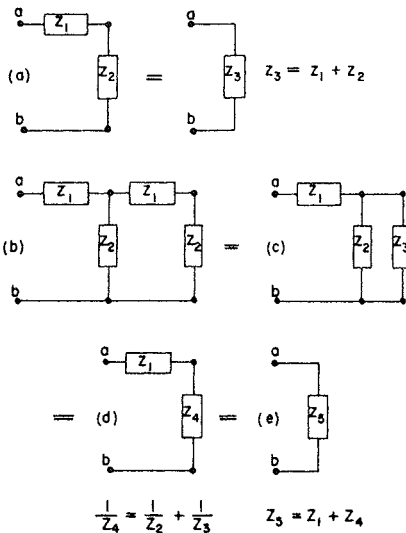 a
Z₁
(a) Z₂ = Z₃ Z₃ = Z₁ + Z₂
b
a
Z₁ Z₁
(b) Z₂ Z₂ =
b
a
Z₁
(c) Z₂ Z₃
b
a
Z₁
= (d) Z₄ =
b
a
(e) Z₅
b
1/Z₄ = 1/Z₂ + 1/Z₃ Z₅ = Z₁ + Z₄